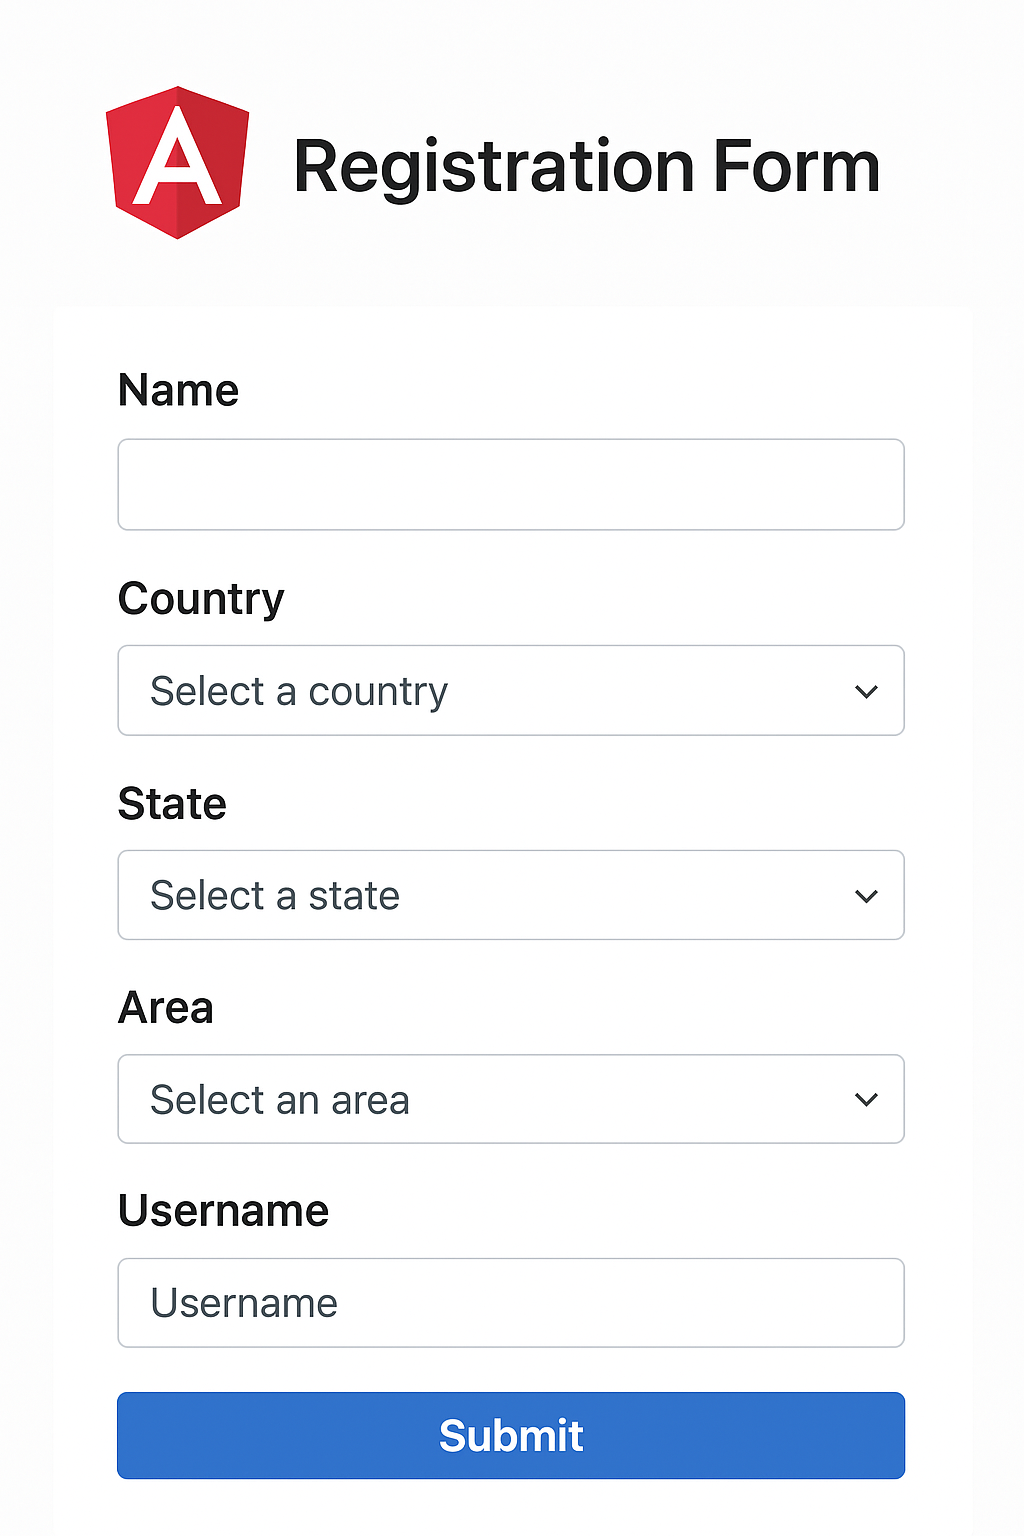 A
Registration Form
Name
Country
Select a country
State
Select a state
Area
Select an area
Username
Username
Submit